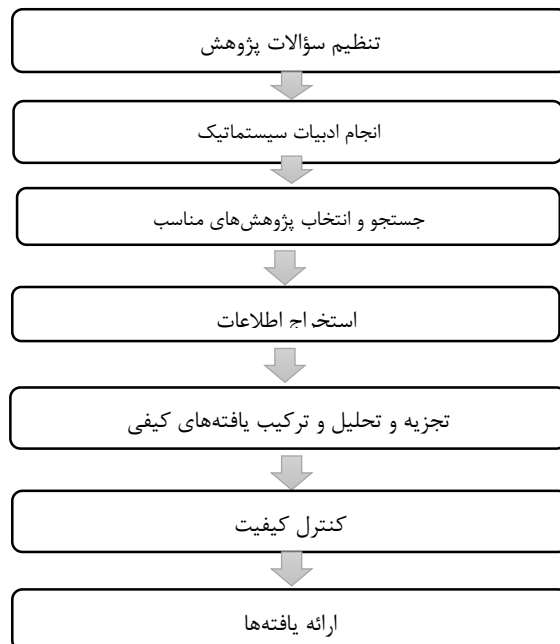 تنظیم سؤالات پژوهش
انجام ادبیات سیستماتیک
جستجو و انتخاب پژوهش‌های مناسب
استخراج اطلاعات
تجزیه و تحلیل و ترکیب یافته‌های کیفی
کنترل کیفیت
ارائه یافته‌ها